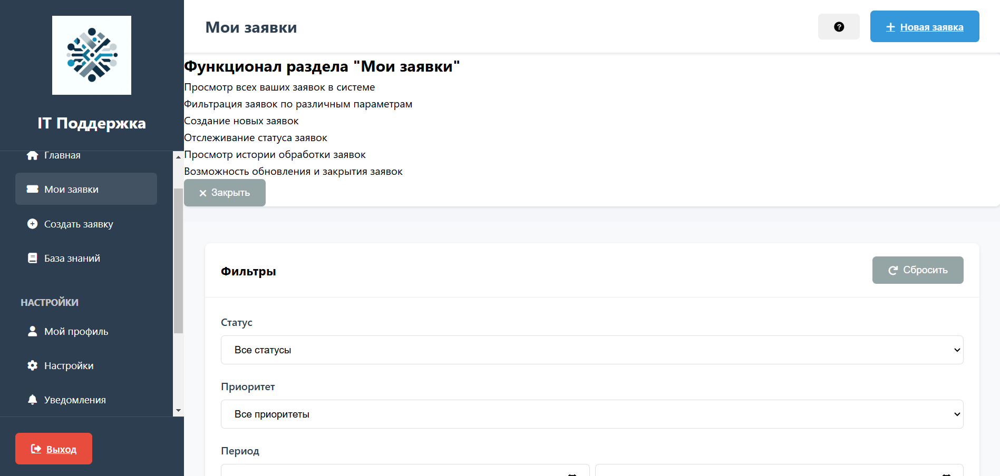 IT Поддержка
Главная
Мои заявки
Создать заявку
База знаний
НАСТРОЙКИ
Мой профиль
Настройки
Уведомления
Выход
Мои заявки
Новая заявка
Функционал раздела "Мои заявки"
Просмотр всех ваших заявок в системе
Фильтрация заявок по различным параметрам
Создание новых заявок
Отслеживание статуса заявок
Просмотр истории обработки заявок
Возможность обновления и закрытия заявок
Закрыть
Фильтры
Сбросить
Статус
Все статусы
Приоритет
Все приоритеты
Период